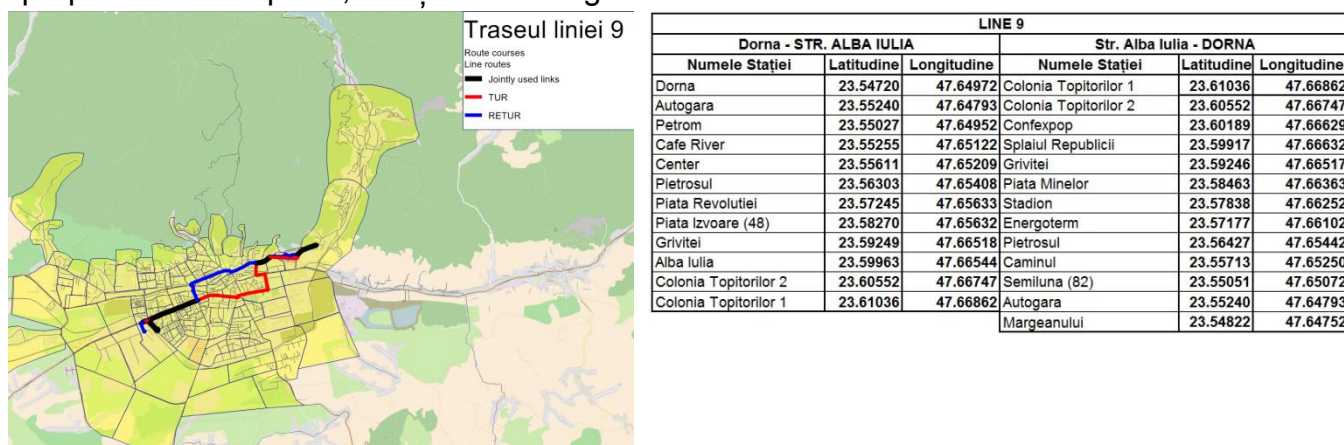 Traseul liniei 9
Route courses
Line routes
Jointly used links
TUR
RETUR
LINE 9
Dorna - STR. ALBA IULIA Str. Alba Iulia - DORNA
Numele Stației Latitudine Longitudine Numele Stației Latitudine Longitudine
Dorna 23.54720 47.64972 Colonia Topitorilor 1 23.61036 47.66862
Autogara 23.55240 47.64793 Colonia Topitorilor 2 23.60552 47.66740
Petrom 23.55027 47.64952 Confexpop 23.60189 47.66629
Cafe River 23.55255 47.65122 Splaiul Republicii 23.59917 47.66632
Center 23.55611 47.65209 Grivitei 23.59246 47.66517
Pietrosul 23.56303 47.65408 Piata Minelor 23.58463 47.66363
Piata Revolutiei 23.57245 47.65633 Stadion 23.57838 47.66252
Piata Izvoare (48) 23.58270 47.65632 Energoterm 23.57177 47.66102
Grivitei 23.59249 47.66518 Pietrosul 23.56427 47.65442
Alba Iulia 23.59963 47.66544 Caminul 23.55713 47.65250
Colonia Topitorilor 2 23.60552 47.66747 Semiluna (82) 23.55051 47.65072
Colonia Topitorilor 1 23.61036 47.66862 Autogara 23.55240 47.64793
Margeanului 23.54822 47.64752